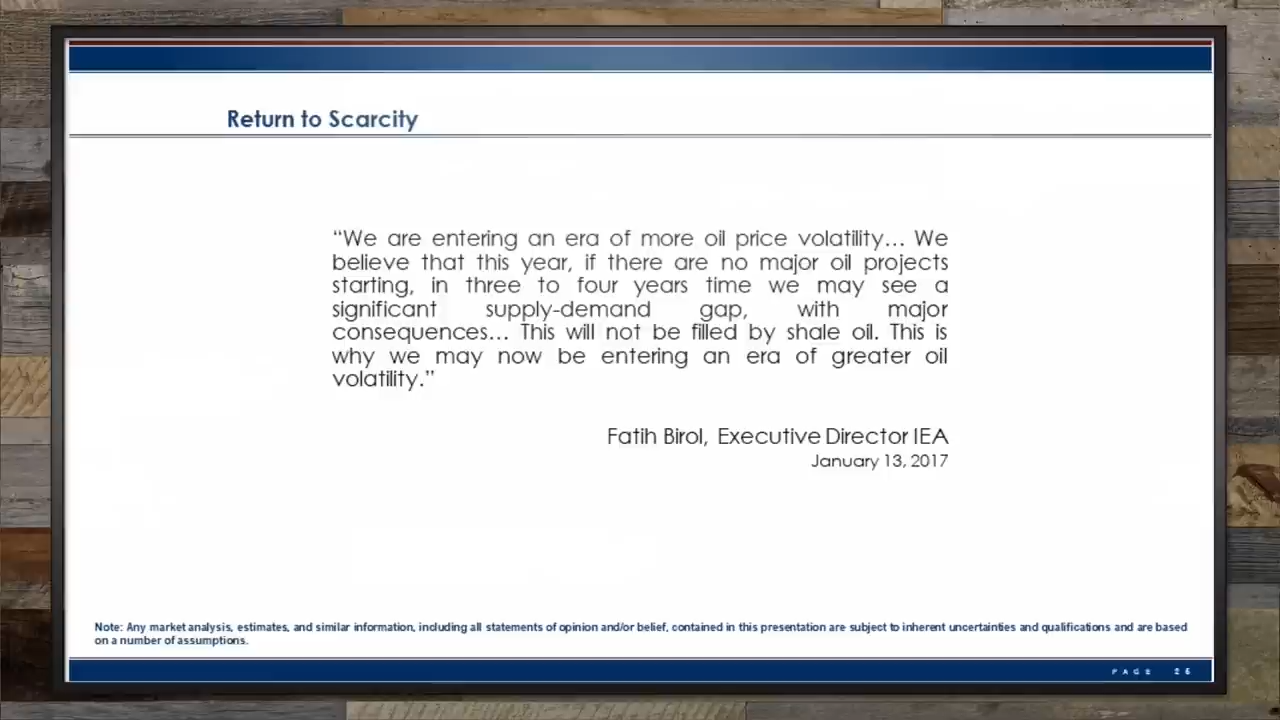 Return to Scarcity
“We are entering an era of more oil price volatility... We
believe that this year, if there are no major oil projects
starting, in three to four years time we may see a
significant supply-demand gap, with major
consequences... This will not be filled by shale oil. This is
why we may now be entering an era of greater oil
volatility.”
Fatih Birol, Executive Director IEA
January 13, 2017
Note: Any market analysis, estimates, and similar information, including all statements of opinion and/or belief, contained in this presentation are subject to inherent uncertainties and qualifications and are based
on a number of assumptions.
PAGE 26